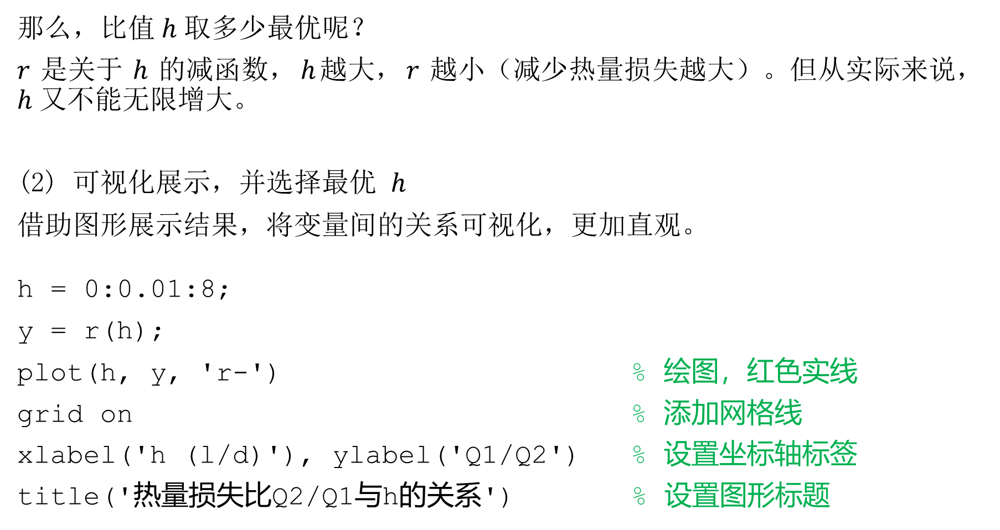 那么，比值 h 取多少最优呢？
r 是关于 h 的减函数，h越大，r 越小（减少热量损失越大）。但从实际来说，
h 又不能无限增大。
(2) 可视化展示，并选择最优 h
借助图形展示结果，将变量间的关系可视化，更加直观。
h = 0:0.01:8;
y = r(h);
plot(h, y, 'r-') % 绘图，红色实线
grid on % 添加网格线
xlabel('h (l/d)'), ylabel('Q1/Q2') % 设置坐标轴标签
title('热量损失比Q2/Q1与h的关系') % 设置图形标题